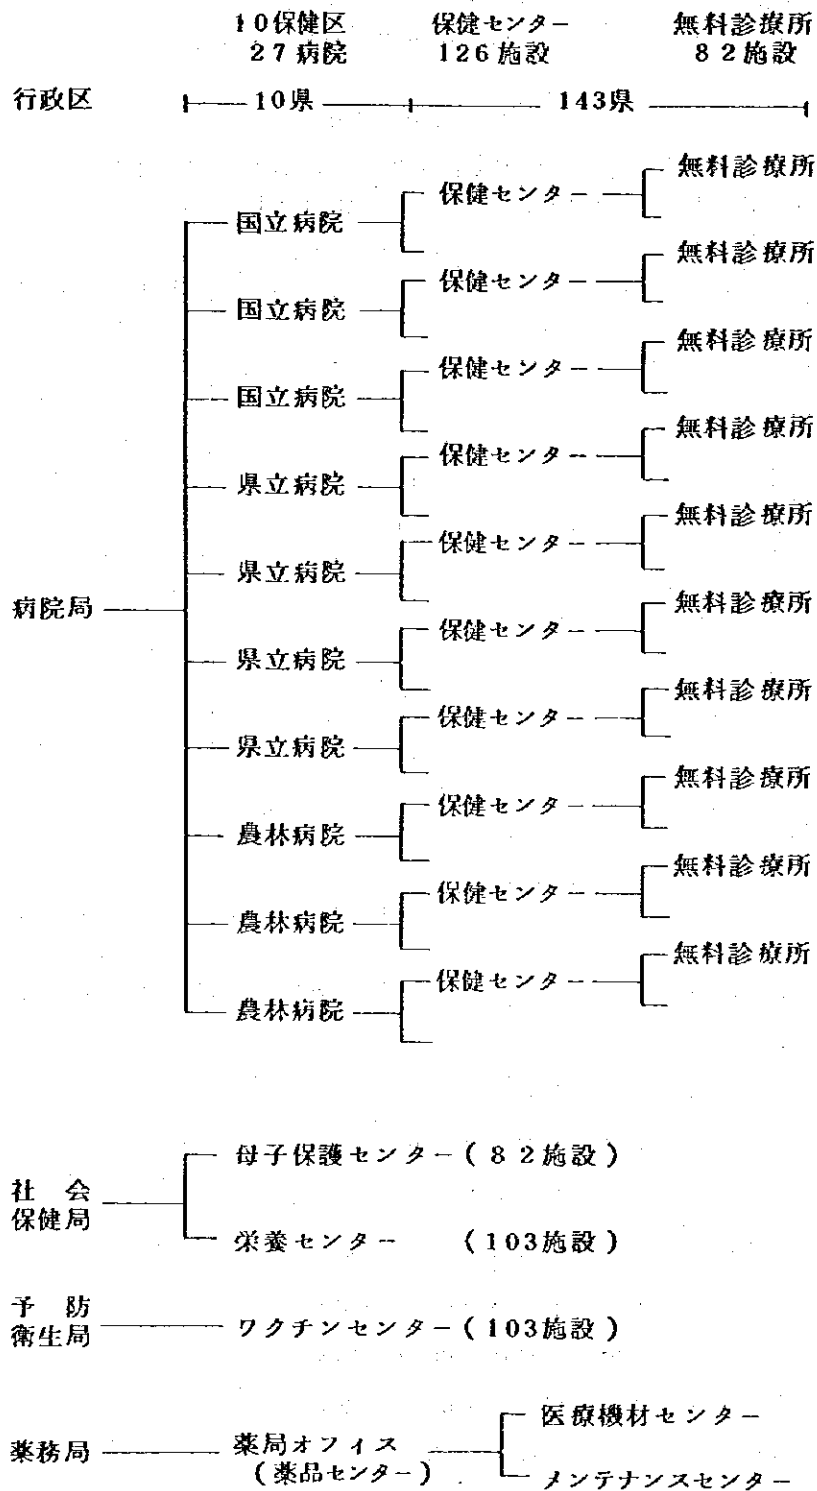 10保健区 保健センター 無料診療所
27病院 126施設 82施設
行政区 10県 143県
無料診療所
保健センター
国立病院
無料診療所
保健センター
国立病院
無料診療所
保健センター
国立病院
無料診療所
保健センター
県立病院
無料診療所
保健センター
県立病院
病院局
無料診療所
保健センター
県立病院
無料診療所
保健センター
県立病院
無料診療所
保健センター
農林病院
無料診療所
保健センター
農林病院
無料診療所
保健センター
農林病院
母子保護センター(82施設)
社会
保健局
栄養センター (103施設)
予防
衛生局
ワクチンセンター(103施設)
医療機材センター
薬務局 薬局オフィス
(薬品センター)
メンテナンスセンター